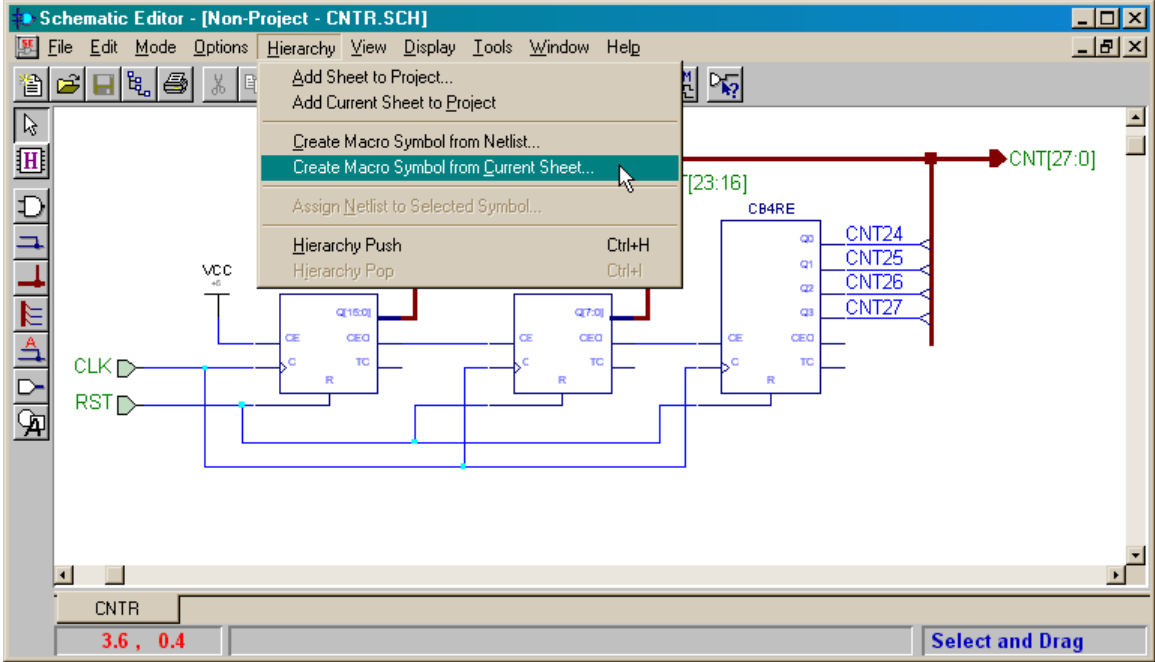 Schematic Editor - [Non-Project - CNTR.SCH]
File Edit Mode Options Hierarchy View Display Tools Window Help
Add Sheet to Project...
Add Current Sheet to Project
Create Macro Symbol from Netlist...
Create Macro Symbol from Current Sheet...
Assign Netlist to Selected Symbol...
Hierarchy Push Ctrl+H
Hierarchy Pop Ctrl+I
H
CNT[27:0]
[23:16]
CB4RE
VCC
+5
Q0 CNT24
Q1 CNT25
Q2 CNT26
Q3 CNT27
Q[15:0] Q[7:0]
CE CEO CE CEO CE CEO
CLK C TC C TC C TC
R R R
RST
A
A
CNTR
3.6 , 0.4 Select and Drag